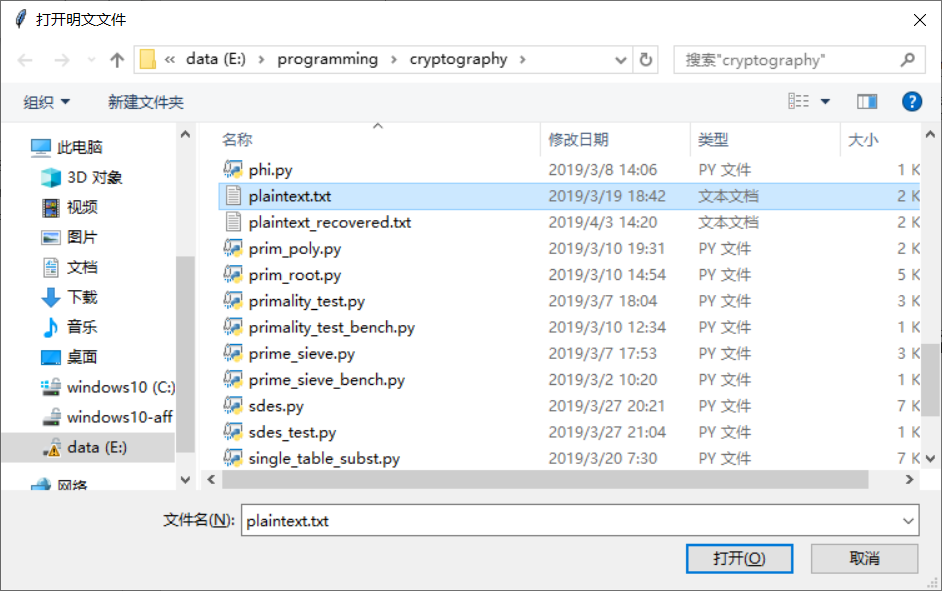 打开明文文件
« data (E:) › programming › cryptography ›
搜索"cryptography"
组织 新建文件夹
名称 修改日期 类型 大小
此电脑
3D 对象
视频
图片
文档
下载
音乐
桌面
windows10 (C:)
windows10-aff
data (E:)
网络
phi.py 2019/3/8 14:06 PY 文件 1 K
plaintext.txt 2019/3/19 18:42 文本文档 2 K
plaintext_recovered.txt 2019/4/3 14:20 文本文档 2 K
prim_poly.py 2019/3/10 19:31 PY 文件 2 K
prim_root.py 2019/3/10 14:54 PY 文件 5 K
primality_test.py 2019/3/7 18:04 PY 文件 3 K
primality_test_bench.py 2019/3/10 12:34 PY 文件 1 K
prime_sieve.py 2019/3/7 17:53 PY 文件 3 K
prime_sieve_bench.py 2019/3/2 10:20 PY 文件 1 K
sdes.py 2019/3/27 20:21 PY 文件 7 K
sdes_test.py 2019/3/27 21:04 PY 文件 1 K
single_table_subst.py 2019/3/20 7:30 PY 文件 7 K
文件名(N): plaintext.txt
打开(O) 取消